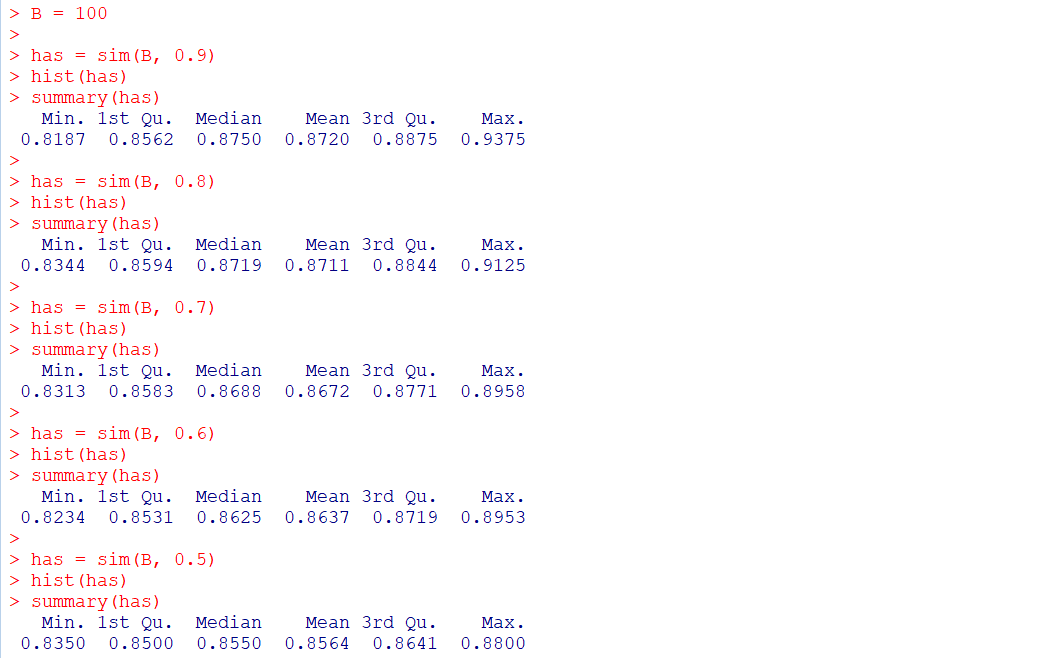 > B = 100
>
> has = sim(B, 0.9)
> hist(has)
> summary(has)
   Min. 1st Qu.  Median    Mean 3rd Qu.    Max.
 0.8187  0.8562  0.8750  0.8720  0.8875  0.9375
>
> has = sim(B, 0.8)
> hist(has)
> summary(has)
   Min. 1st Qu.  Median    Mean 3rd Qu.    Max.
 0.8344  0.8594  0.8719  0.8711  0.8844  0.9125
>
> has = sim(B, 0.7)
> hist(has)
> summary(has)
   Min. 1st Qu.  Median    Mean 3rd Qu.    Max.
 0.8313  0.8583  0.8688  0.8672  0.8771  0.8958
>
> has = sim(B, 0.6)
> hist(has)
> summary(has)
   Min. 1st Qu.  Median    Mean 3rd Qu.    Max.
 0.8234  0.8531  0.8625  0.8637  0.8719  0.8953
>
> has = sim(B, 0.5)
> hist(has)
> summary(has)
   Min. 1st Qu.  Median    Mean 3rd Qu.    Max.
 0.8350  0.8500  0.8550  0.8564  0.8641  0.8800